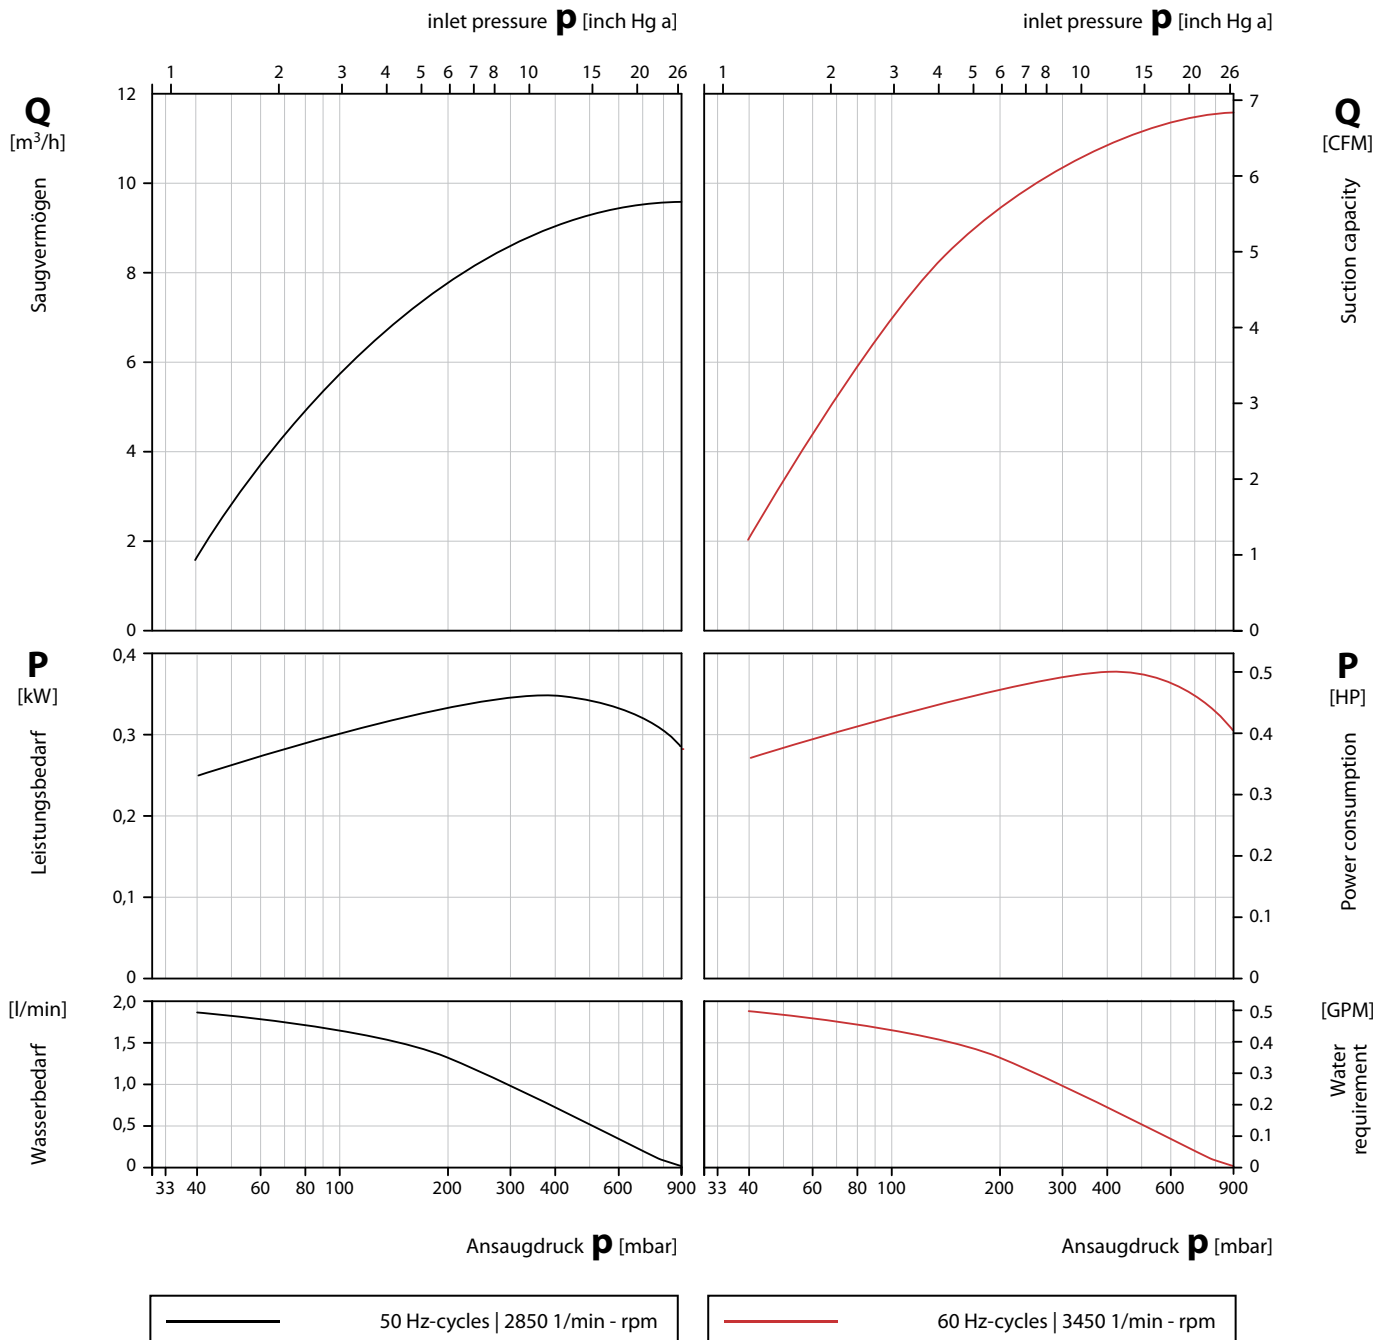 inlet pressure p [inch Hg a] inlet pressure p [inch Hg a]
1 2 3 4 5 6 7 8 10 15 20 26 1 2 3 4 5 6 7 8 10 15 20 26
Q
[m³/h]
Saugvermögen
12
10
8
6
4
2
0
7
6
5
4
3
2
1
0
Q
[CFM]
Suction capacity
P
[kW]
Leistungsbedarf
0,4
0,3
0,2
0,1
0
0.5
0.4
0.3
0.2
0.1
0
P
[HP]
Power consumption
[l/min]
Wasserbedarf
2,0
1,5
1,0
0,5
0
0.5
0.4
0.3
0.2
0.1
0
[GPM]
Water
requirement
33 40 60 80 100 200 300 400 600 900 33 40 60 80 100 200 300 400 600 900
Ansaugdruck p [mbar] Ansaugdruck p [mbar]
50 Hz-cycles | 2850 1/min - rpm 60 Hz-cycles | 3450 1/min - rpm